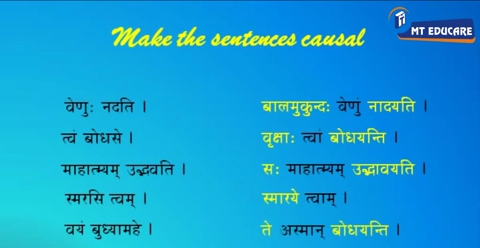 Make the sentences causal
MT EDUCARE
वेणुः नदति ।
बालमुकुन्दः वेणुं नादयति ।
त्वं बोधसे ।
वृक्षाः त्वां बोधयन्ति ।
माहात्म्यम् उद्भवति ।
सः माहात्म्यम् उद्भावयति ।
स्मरसि त्वम् ।
स्मारये त्वाम् ।
वयं बुध्यामहे ।
ते अस्मान् बोधयन्ति ।